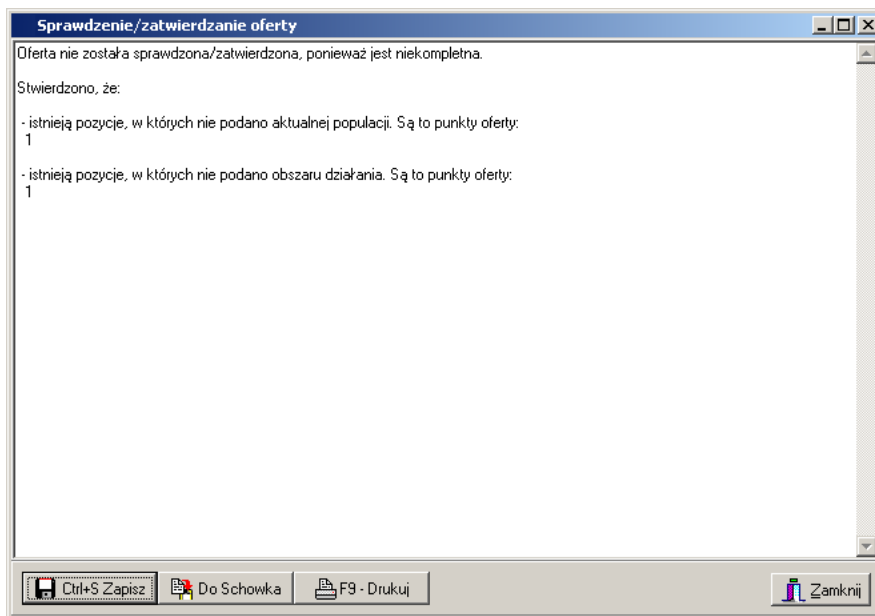 Sprawdzenie/zatwierdzanie oferty
Oferta nie została sprawdzona/zatwierdzona, ponieważ jest niekompletna.
Stwierdzono, że:
- istnieją pozycje, w których nie podano aktualnej populacji. Są to punkty oferty:
1
- istnieją pozycje, w których nie podano obszaru działania. Są to punkty oferty:
1
Ctrl+S Zapisz Do Schowka F9 - Drukuj Zamknij